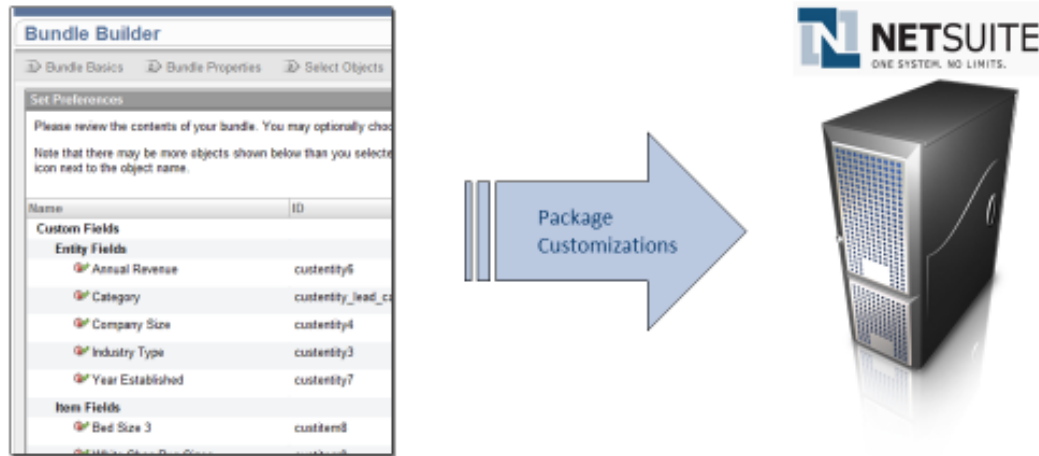 Bundle Builder
Bundle Basics Bundle Properties Select Objects
Set Preferences
Please review the contents of your bundle. You may optionally choo
Note that there may be more objects shown below than you selecte
icon next to the object name.
Name ID
Custom Fields
Entity Fields
Annual Revenue custentity6
Category custentity_lead_ca
Company Size custentity4
Industry Type custentity3
Year Established custentity7
Item Fields
Bed Size 3 custitem8
Package
Customizations
NETSUITE
ONE SYSTEM. NO LIMITS.